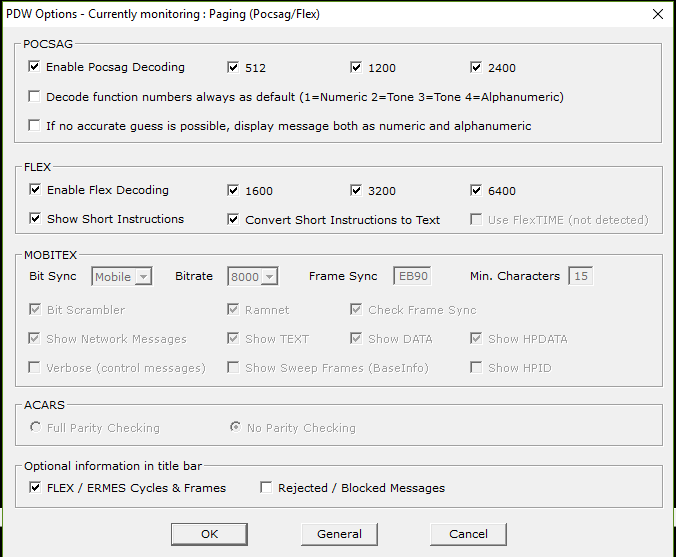 PDW Options - Currently monitoring : Paging (Pocsag/Flex)
POCSAG
Enable Pocsag Decoding 512 1200 2400
Decode function numbers always as default (1=Numeric 2=Tone 3=Tone 4=Alphanumeric)
If no accurate guess is possible, display message both as numeric and alphanumeric
FLEX
Enable Flex Decoding 1600 3200 6400
Show Short Instructions Convert Short Instructions to Text Use FlexTIME (not detected)
MOBITEX
Bit Sync Mobile Bitrate 8000 Frame Sync EB90 Min. Characters 15
Bit Scrambler Ramnet Check Frame Sync
Show Network Messages Show TEXT Show DATA Show HPDATA
Verbose (control messages) Show Sweep Frames (BaseInfo) Show HPID
ACARS
Full Parity Checking No Parity Checking
Optional information in title bar
FLEX / ERMES Cycles & Frames Rejected / Blocked Messages
OK General Cancel